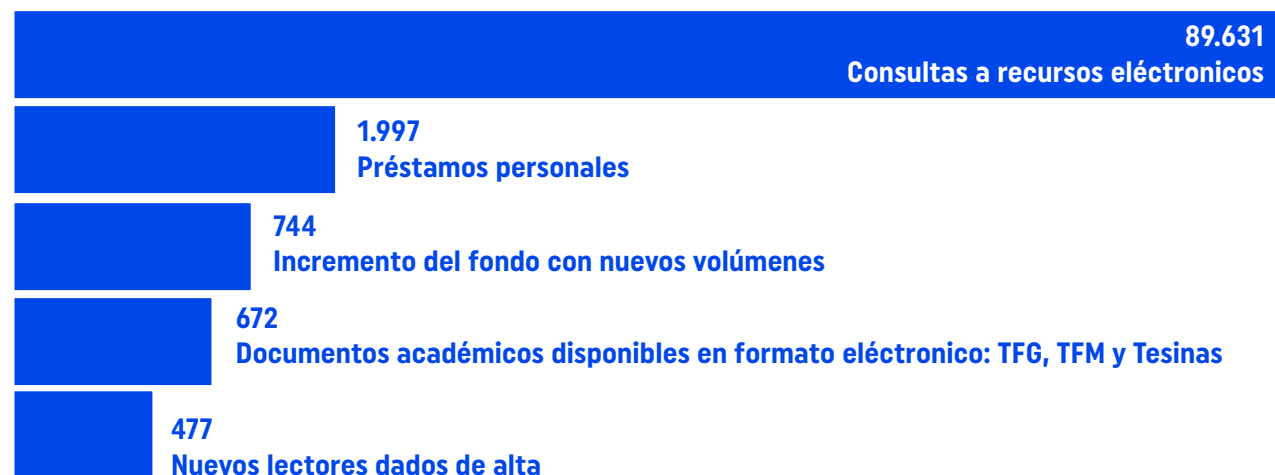 89.631
Consultas a recursos eléctronicos
1.997
Préstamos personales
744
Incremento del fondo con nuevos volúmenes
672
Documentos académicos disponibles en formato eléctronico: TFG, TFM y Tesinas
477
Nuevos lectores dados de alta